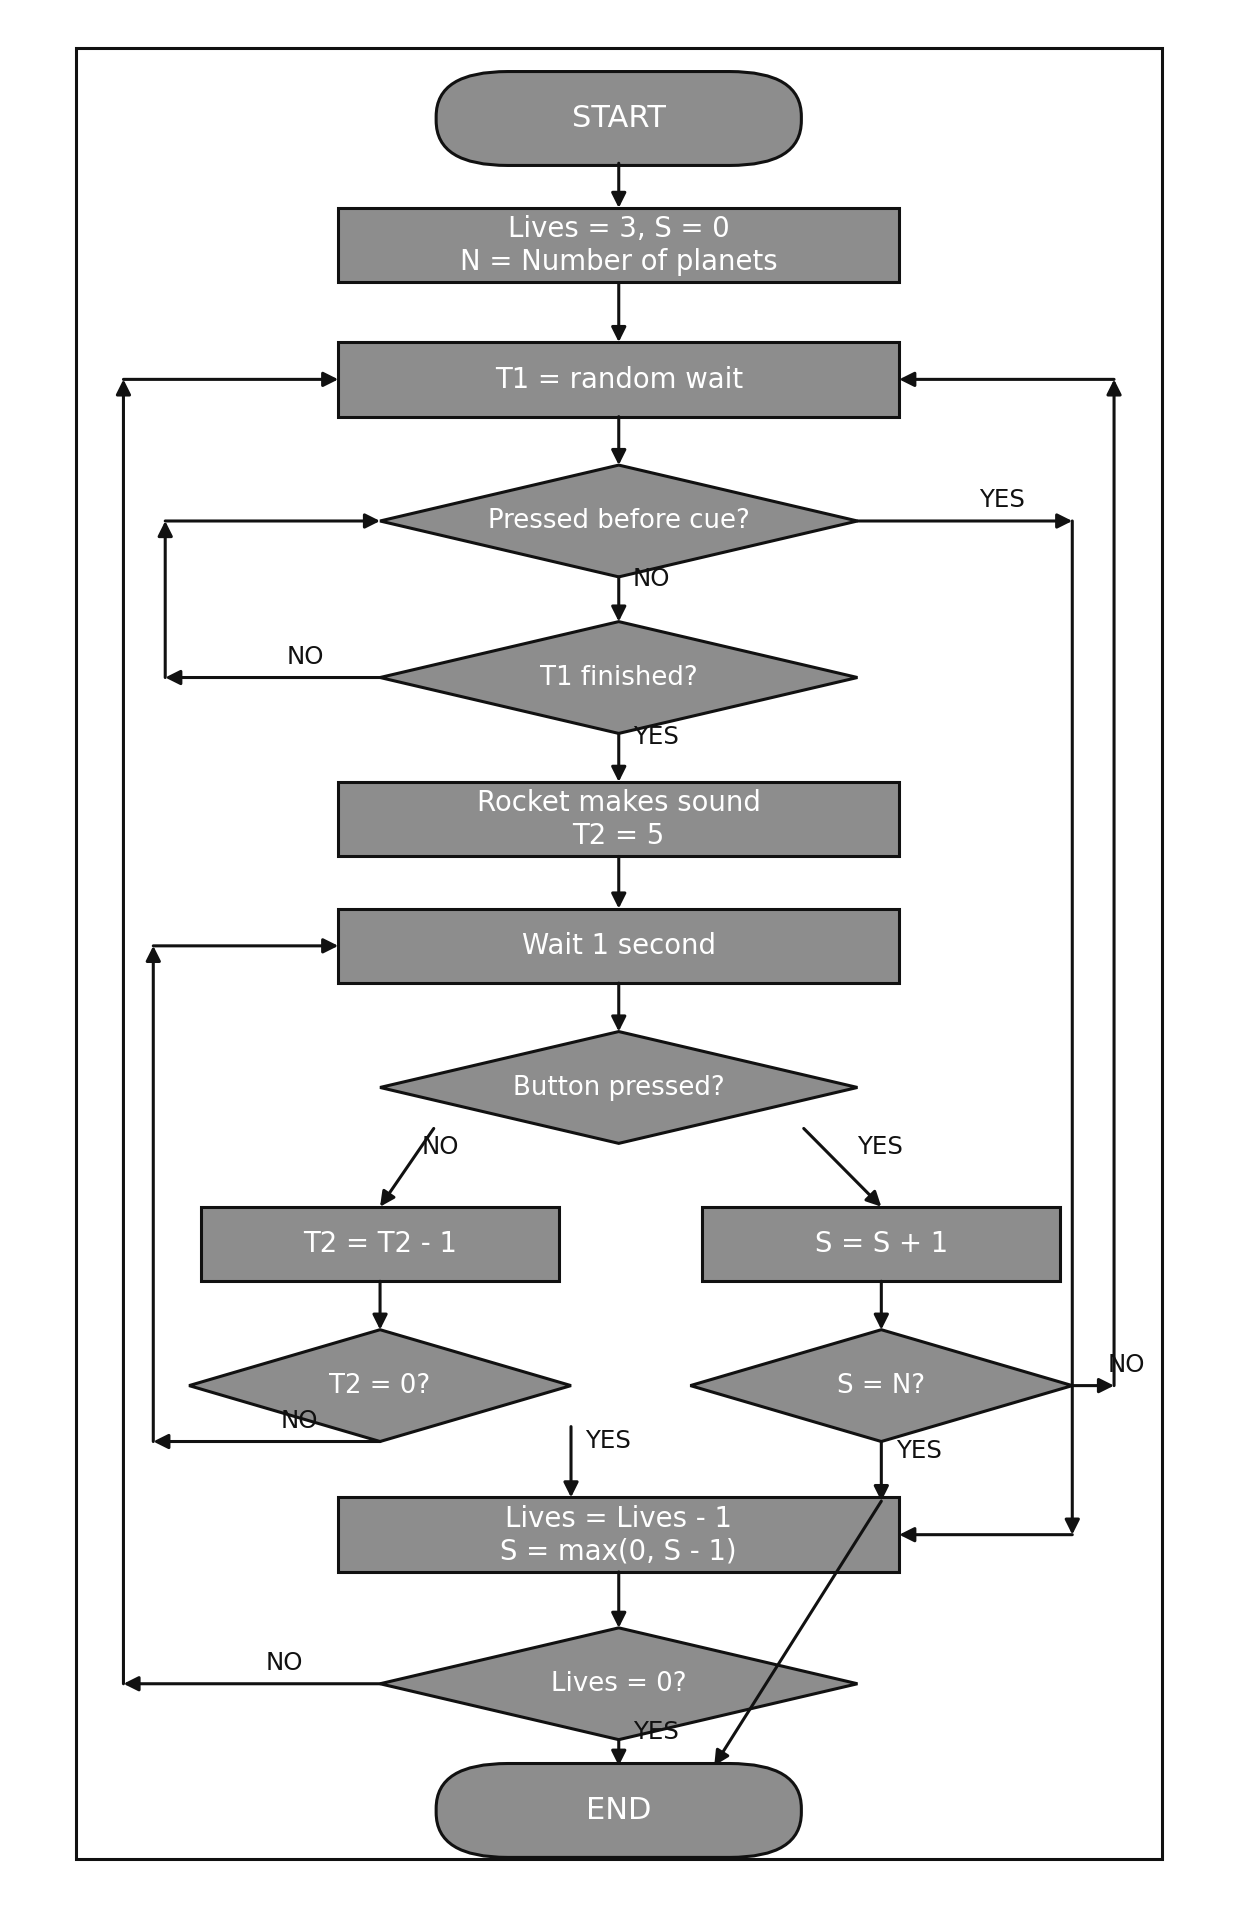 START
Lives = 3, S = 0
N = Number of planets
T1 = random wait
Pressed before cue?
YES
NO
T1 finished?
NO
YES
Rocket makes sound
T2 = 5
Wait 1 second
Button pressed?
NO
YES
T2 = T2 - 1
S = S + 1
T2 = 0?
S = N?
NO
NO
YES
YES
Lives = Lives - 1
S = max(0, S - 1)
Lives = 0?
NO
YES
END